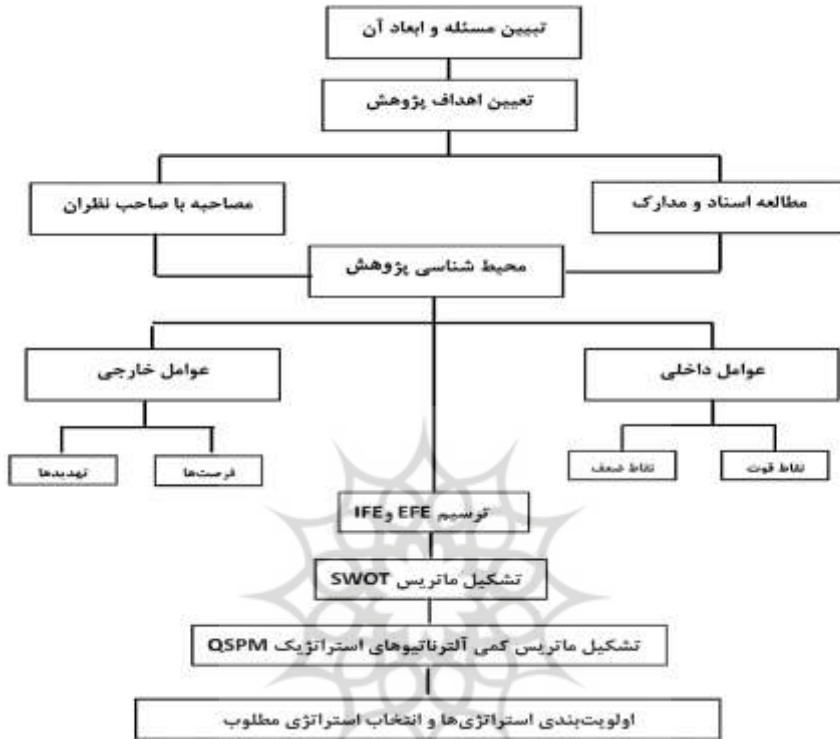 تبیین مسئله و ابعاد آن
تعیین اهداف پژوهش
مطالعه اسناد و مدارک
مصاحبه با صاحب نظران
محیط شناسی پژوهش
عوامل داخلی
عوامل خارجی
نقاط قوت
نقاط ضعف
فرصت‌ها
تهدیدها
ترسیم EFE وIFE
تشکیل ماتریس SWOT
تشکیل ماتریس کمی آلترناتیوهای استراتژیک QSPM
اولویت‌بندی استراتژی‌ها و انتخاب استراتژی مطلوب